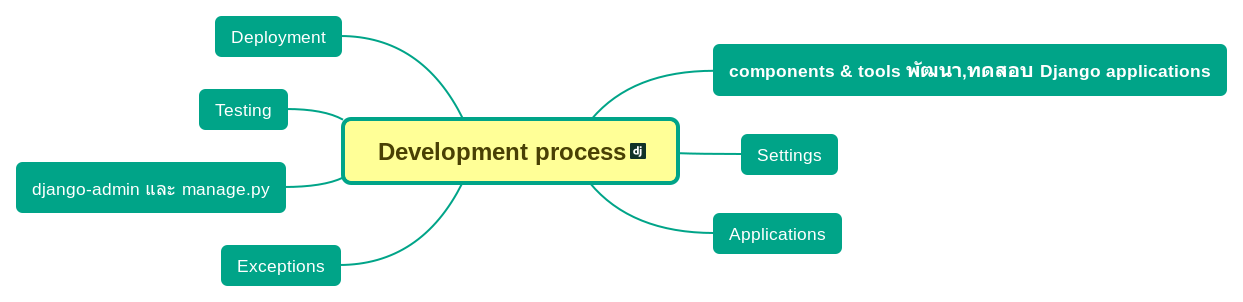 Deployment
components & tools พัฒนา,ทดสอบ Django applications
Testing
Development process dj
Settings
django-admin และ manage.py
Applications
Exceptions